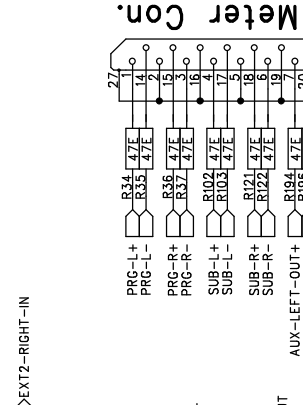 Meter Con.
27
1
14
2
15
3
16
4
17
5
18
6
19
7
20
47E
47E
47E
47E
47E
47E
47E
47E
47E
R34
R35
R36
R37
R102
R103
R121
R122
R194
PRG-L+
PRG-L-
PRG-R+
PRG-R-
SUB-L+
SUB-L-
SUB-R+
SUB-R-
AUX-LEFT-OUT+
EXT2-RIGHT-IN